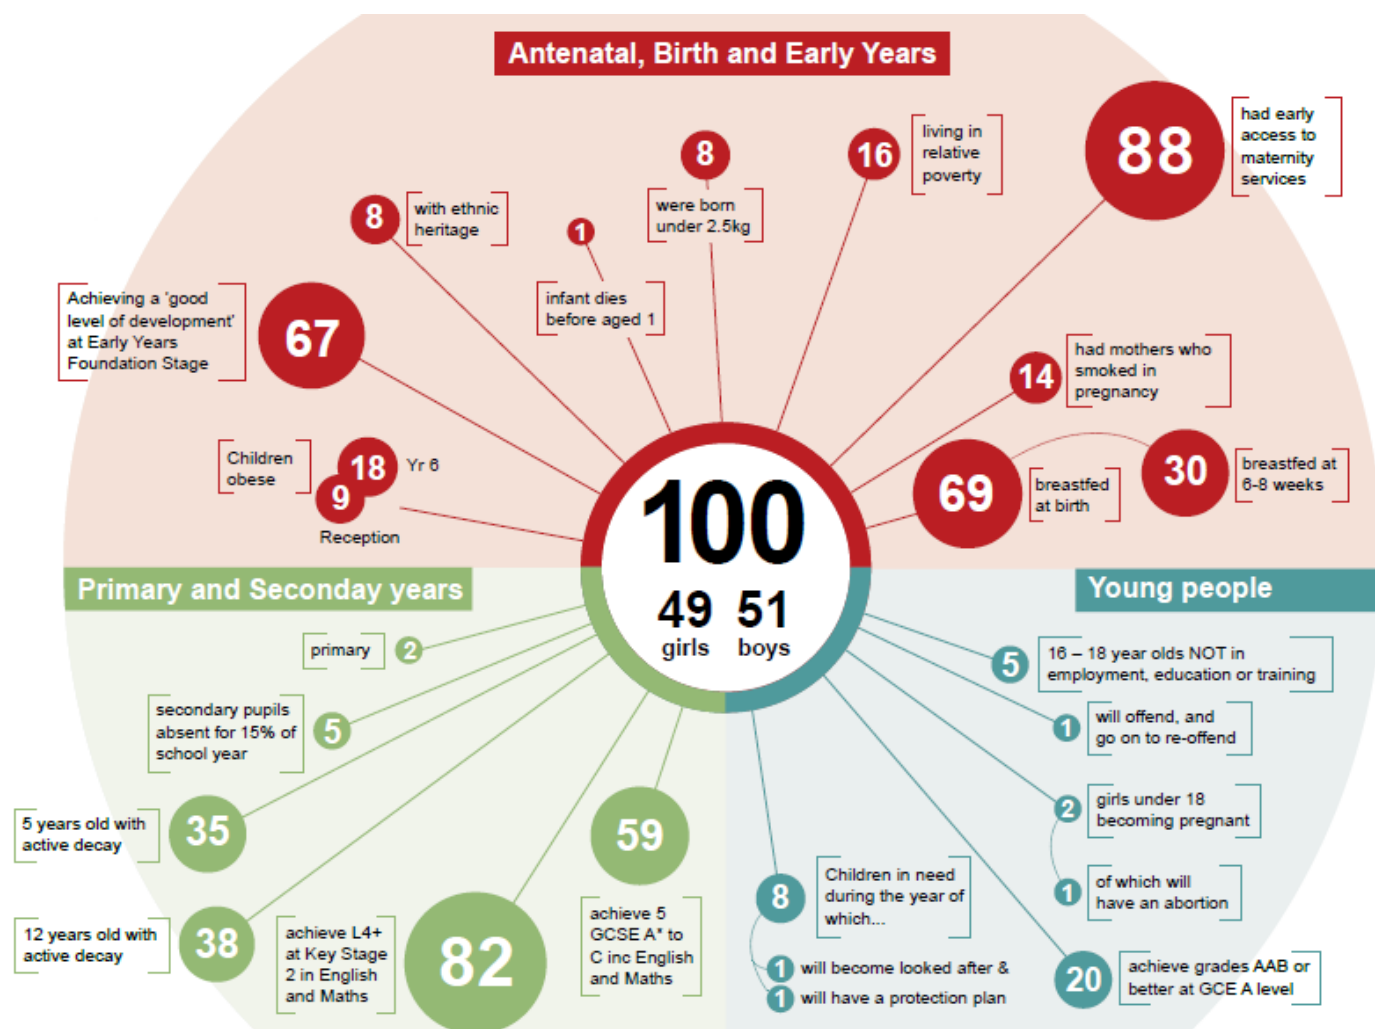 Antenatal, Birth and Early Years
88
had early
access to
maternity
services
16
living in
relative
poverty
8
were born
under 2.5kg
1
infant dies
before aged 1
8
with ethnic
heritage
67
Achieving a 'good
level of development'
at Early Years
Foundation Stage
Children
obese
18
Yr 6
9
Reception
14
had mothers who
smoked in
pregnancy
69
breastfed
at birth
30
breastfed at
6-8 weeks
100
49
girls
51
boys
Primary and Seconday years
primary
2
secondary pupils
absent for 15% of
school year
5
5 years old with
active decay
35
12 years old with
active decay
38
achieve L4+
at Key Stage
2 in English
and Maths
82
59
achieve 5
GCSE A* to
C inc English
and Maths
Young people
5
16 – 18 year olds NOT in
employment, education or training
1
will offend, and
go on to re-offend
2
girls under 18
becoming pregnant
1
of which will
have an abortion
20
achieve grades AAB or
better at GCE A level
8
Children in need
during the year of
which...
1 will become looked after &
1 will have a protection plan